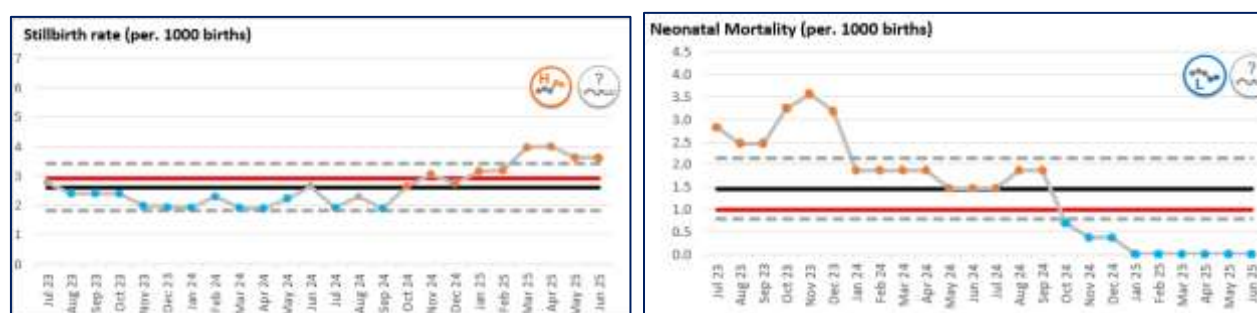 Stillbirth rate (per. 1000 births)
7
6
5
4
3
2
1
0
H
?
Jul 23
Aug 23
Sep 23
Oct 23
Nov 23
Dec 23
Jan 24
Feb 24
Mar 24
Apr 24
May 24
Jun 24
Jul 24
Aug 24
Sep 24
Oct 24
Nov 24
Dec 24
Jan 25
Feb 25
Mar 25
Apr 25
May 25
Jun 25
Neonatal Mortality (per. 1000 births)
4.5
4.0
3.5
3.0
2.5
2.0
1.5
1.0
0.5
0.0
L
?
Jul 23
Aug 23
Sep 23
Oct 23
Nov 23
Dec 23
Jan 24
Feb 24
Mar 24
Apr 24
May 24
Jun 24
Jul 24
Aug 24
Sep 24
Oct 24
Nov 24
Dec 24
Jan 25
Feb 25
Mar 25
Apr 25
May 25
Jun 25